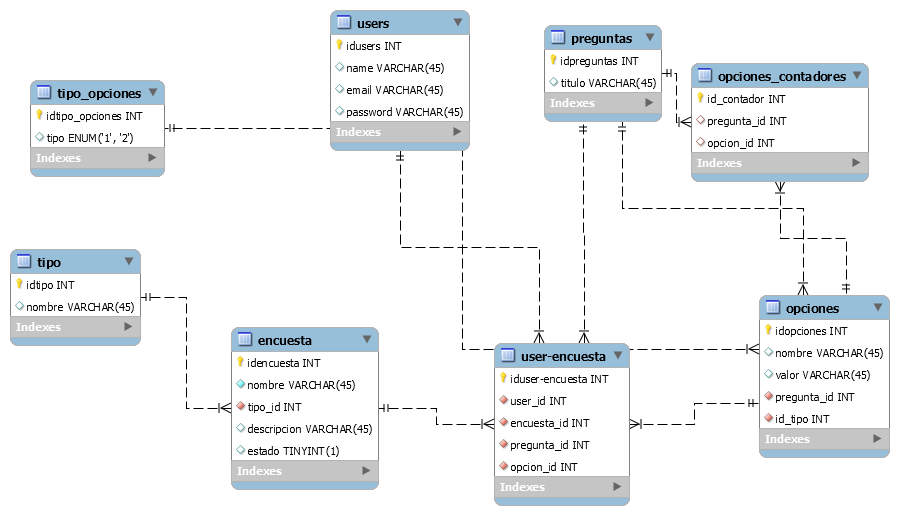 users
idusers INT
name VARCHAR(45)
email VARCHAR(45)
password VARCHAR(45)
Indexes
preguntas
idpreguntas INT
titulo VARCHAR(45)
Indexes
opciones_contadores
id_contador INT
pregunta_id INT
opcion_id INT
Indexes
tipo_opciones
idtipo_opciones INT
tipo ENUM('1', '2')
Indexes
tipo
idtipo INT
nombre VARCHAR(45)
Indexes
encuesta
idencuesta INT
nombre VARCHAR(45)
tipo_id INT
descripcion VARCHAR(45)
estado TINYINT(1)
Indexes
user-encuesta
iduser-encuesta INT
user_id INT
encuesta_id INT
pregunta_id INT
opcion_id INT
Indexes
opciones
idopciones INT
nombre VARCHAR(45)
valor VARCHAR(45)
pregunta_id INT
id_tipo INT
Indexes